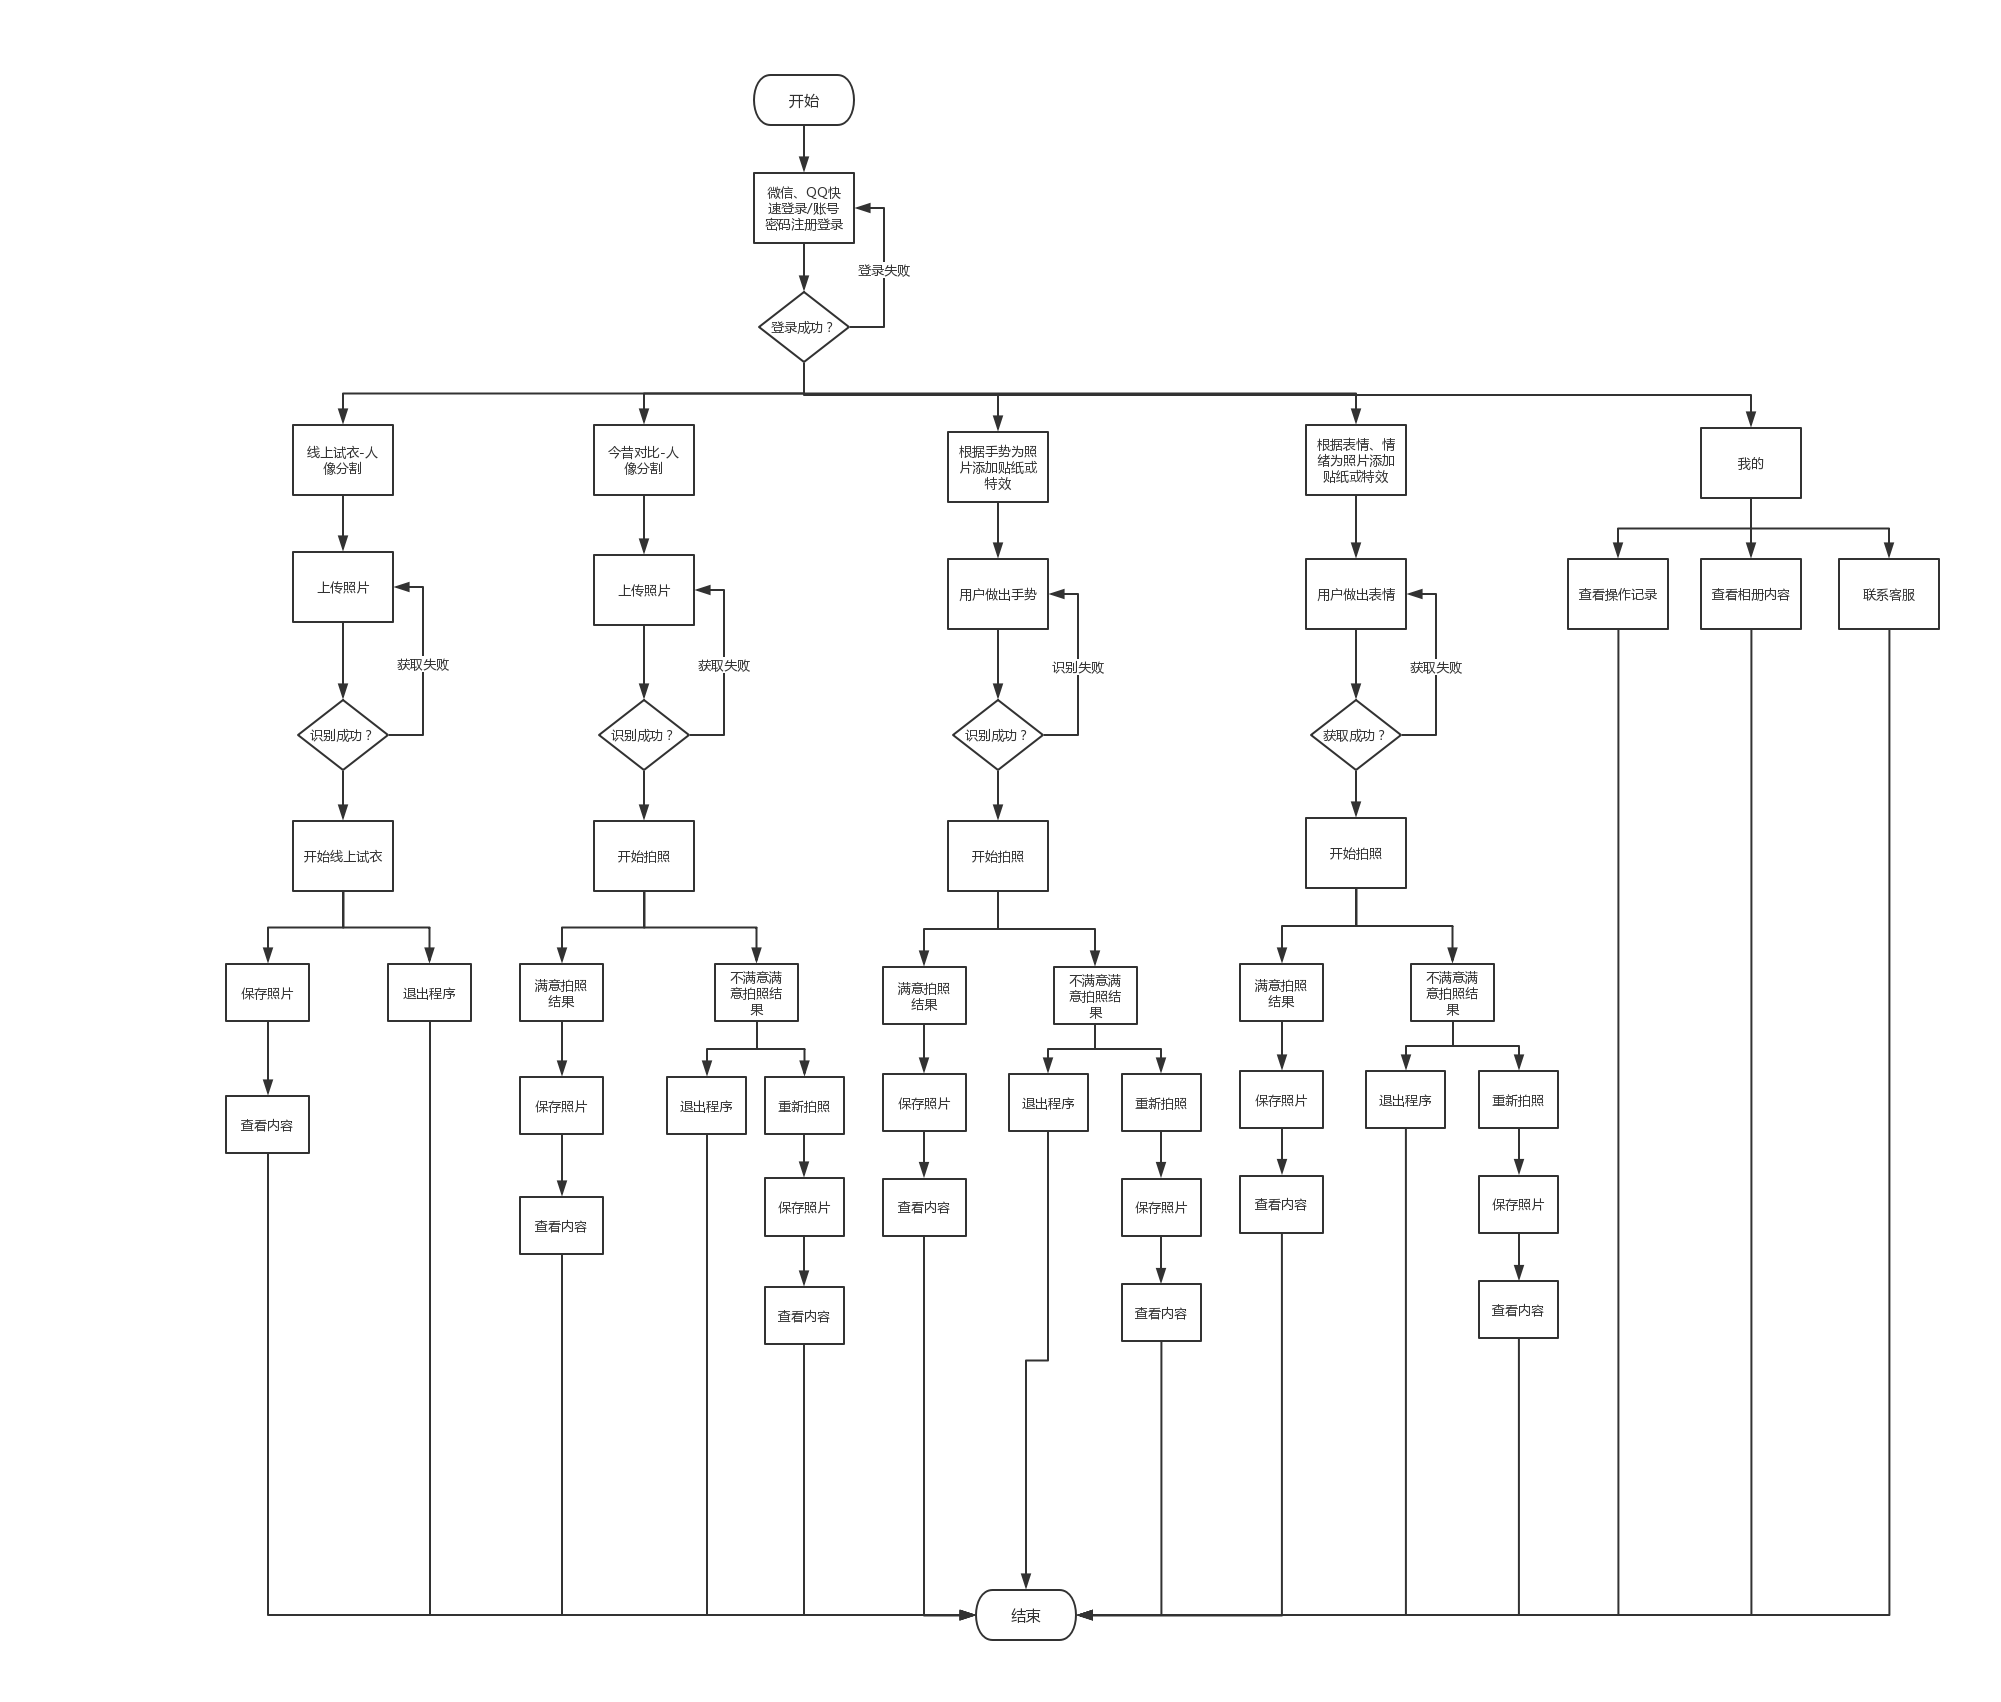 开始
微信、QQ快
速登录/账号
密码注册登录
登录失败
登录成功？
线上试衣-人
像分割
今昔对比-人
像分割
根据手势为照
片添加贴纸或
特效
根据表情、情
绪为照片添加
贴纸或特效
我的
上传照片
上传照片
用户做出手势
用户做出表情
查看操作记录
查看相册内容
联系客服
获取失败
获取失败
识别失败
获取失败
识别成功？
识别成功？
识别成功？
获取成功？
开始线上试衣
开始拍照
开始拍照
开始拍照
保存照片
退出程序
满意拍照
结果
不满意满
意拍照结
果
满意拍照
结果
不满意满
意拍照结
果
满意拍照
结果
不满意满
意拍照结
果
查看内容
保存照片
退出程序
重新拍照
保存照片
退出程序
重新拍照
保存照片
退出程序
重新拍照
查看内容
保存照片
查看内容
保存照片
查看内容
保存照片
查看内容
查看内容
查看内容
结束